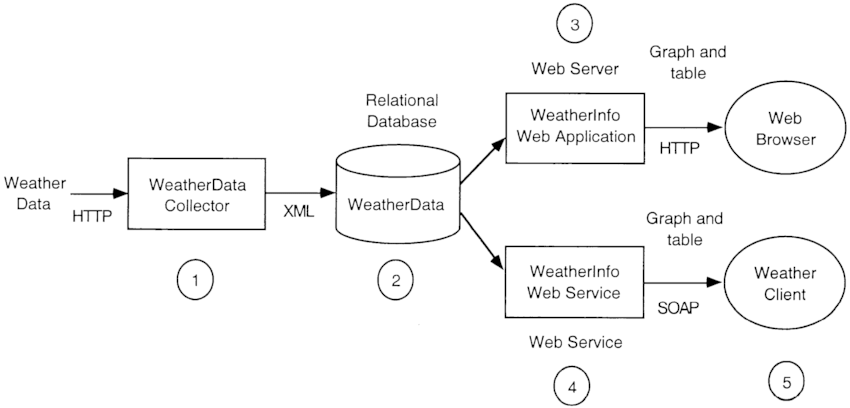 3
Web Server
Graph and
table
Relational
Database
WeatherInfo
Web Application
HTTP
Web
Browser
Weather
Data
HTTP
WeatherData
Collector
XML
WeatherData
1
2
Graph and
table
WeatherInfo
Web Service
SOAP
Weather
Client
Web Service
4
5